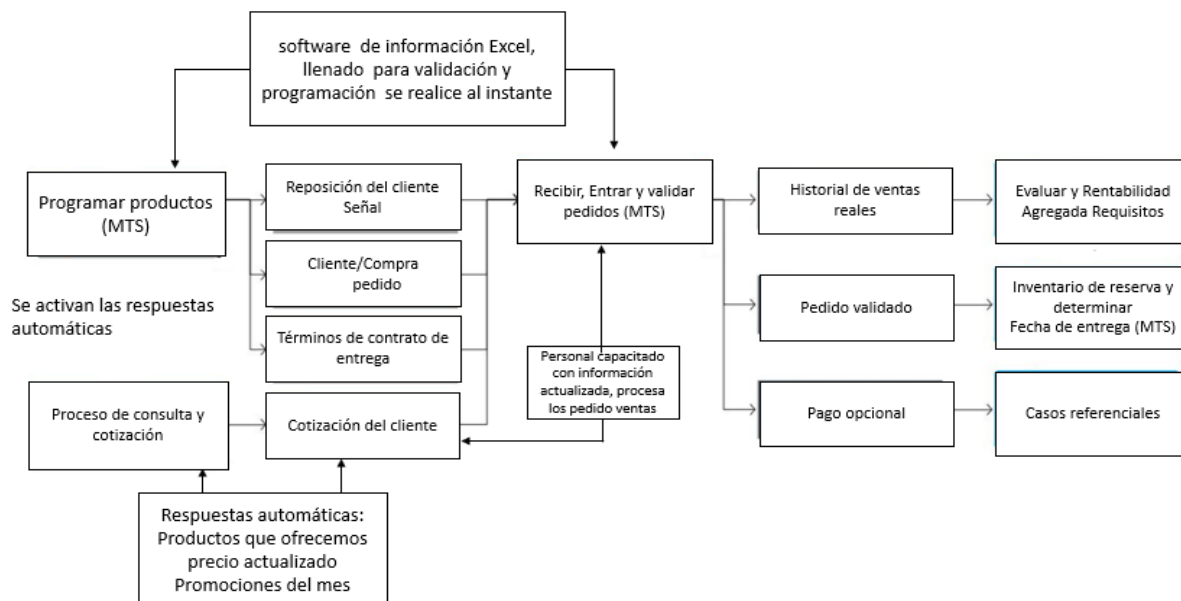 software de información Excel,
llenado para validación y
programación se realice al instante
Programar productos
(MTS)
Reposición del cliente
Señal
Cliente/Compra
pedido
Términos de contrato de
entrega
Recibir, Entrar y validar
pedidos (MTS)
Historial de ventas
reales
Evaluar y Rentabilidad
Agregada Requisitos
Se activan las respuestas
automáticas
Pedido validado
Inventario de reserva y
determinar
Fecha de entrega (MTS)
Personal capacitado
con información
actualizada, procesa
los pedido ventas
Proceso de consulta y
cotización
Cotización del cliente
Pago opcional
Casos referenciales
Respuestas automáticas:
Productos que ofrecemos
precio actualizado
Promociones del mes